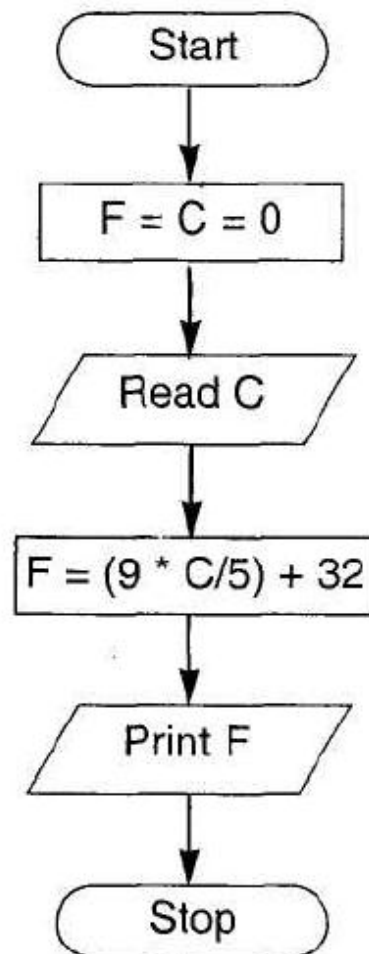 Start
F = C = 0
Read C
F = (9 * C/5) + 32
Print F
Stop